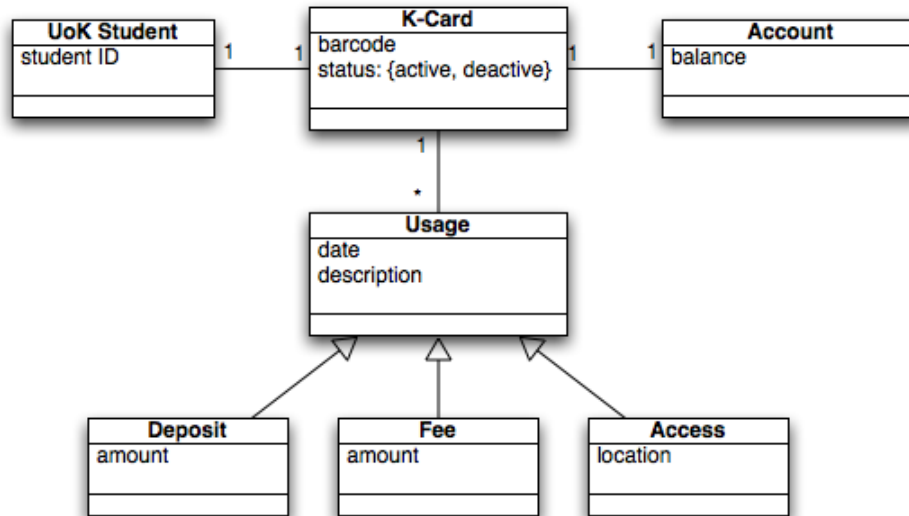 UoK Student
student ID
K-Card
barcode
status: {active, deactive}
Account
balance
1
1
1
1
1
*
Usage
date
description
Deposit
amount
Fee
amount
Access
location